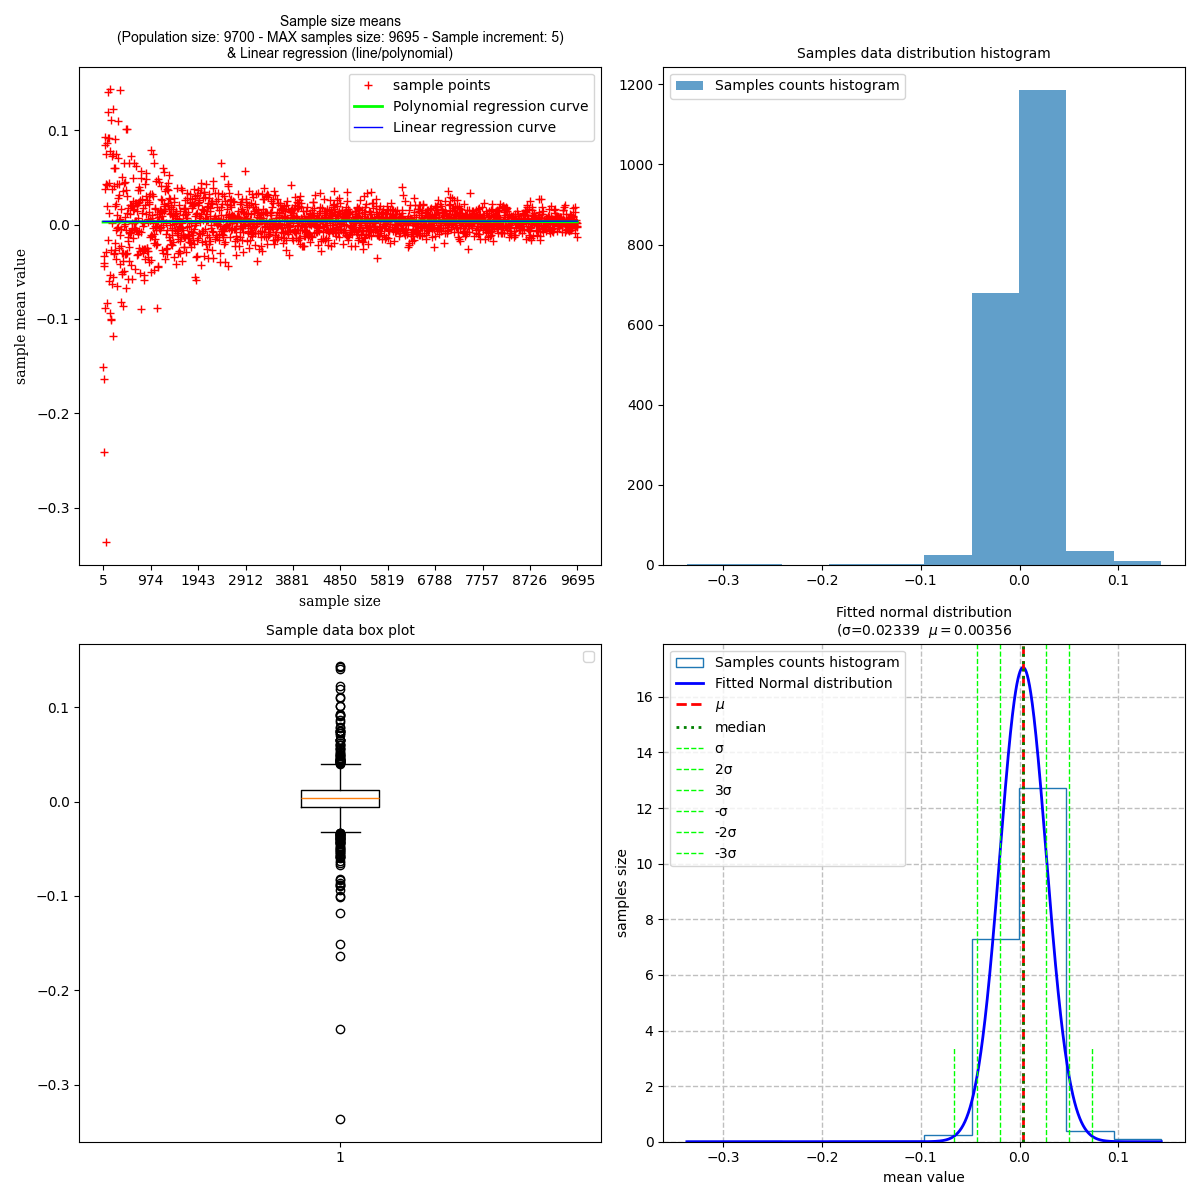 Sample size means
(Population size: 9700 - MAX samples size: 9695 - Sample increment: 5)
& Linear regression (line/polynomial)
sample points
Polynomial regression curve
Linear regression curve
0.1
0.0
−0.1
−0.2
−0.3
sample mean value
5 974 1943 2912 3881 4850 5819 6788 7757 8726 9695
sample size
Samples data distribution histogram
Samples counts histogram
1200
1000
800
600
400
200
0
−0.3 −0.2 −0.1 0.0 0.1
Sample data box plot
0.1
0.0
−0.1
−0.2
−0.3
1
Fitted normal distribution
(σ=0.02339 μ = 0.00356
Samples counts histogram
Fitted Normal distribution
μ
median
σ
2σ
3σ
-σ
-2σ
-3σ
16
14
12
10
8
6
4
2
0
samples size
−0.3 −0.2 −0.1 0.0 0.1
mean value